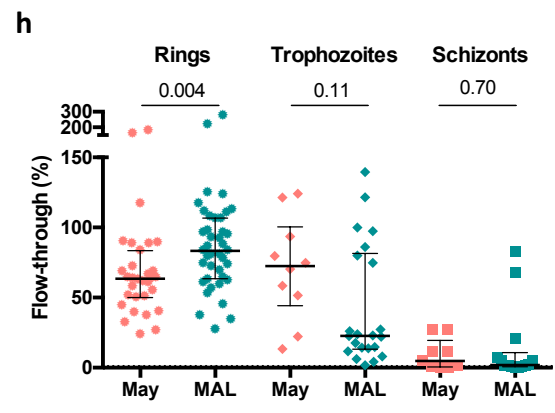 h
Rings Trophozoites Schizonts
0.004 0.11 0.70
300
200
150
100
50
0
Flow-through (%)
May MAL May MAL May MAL